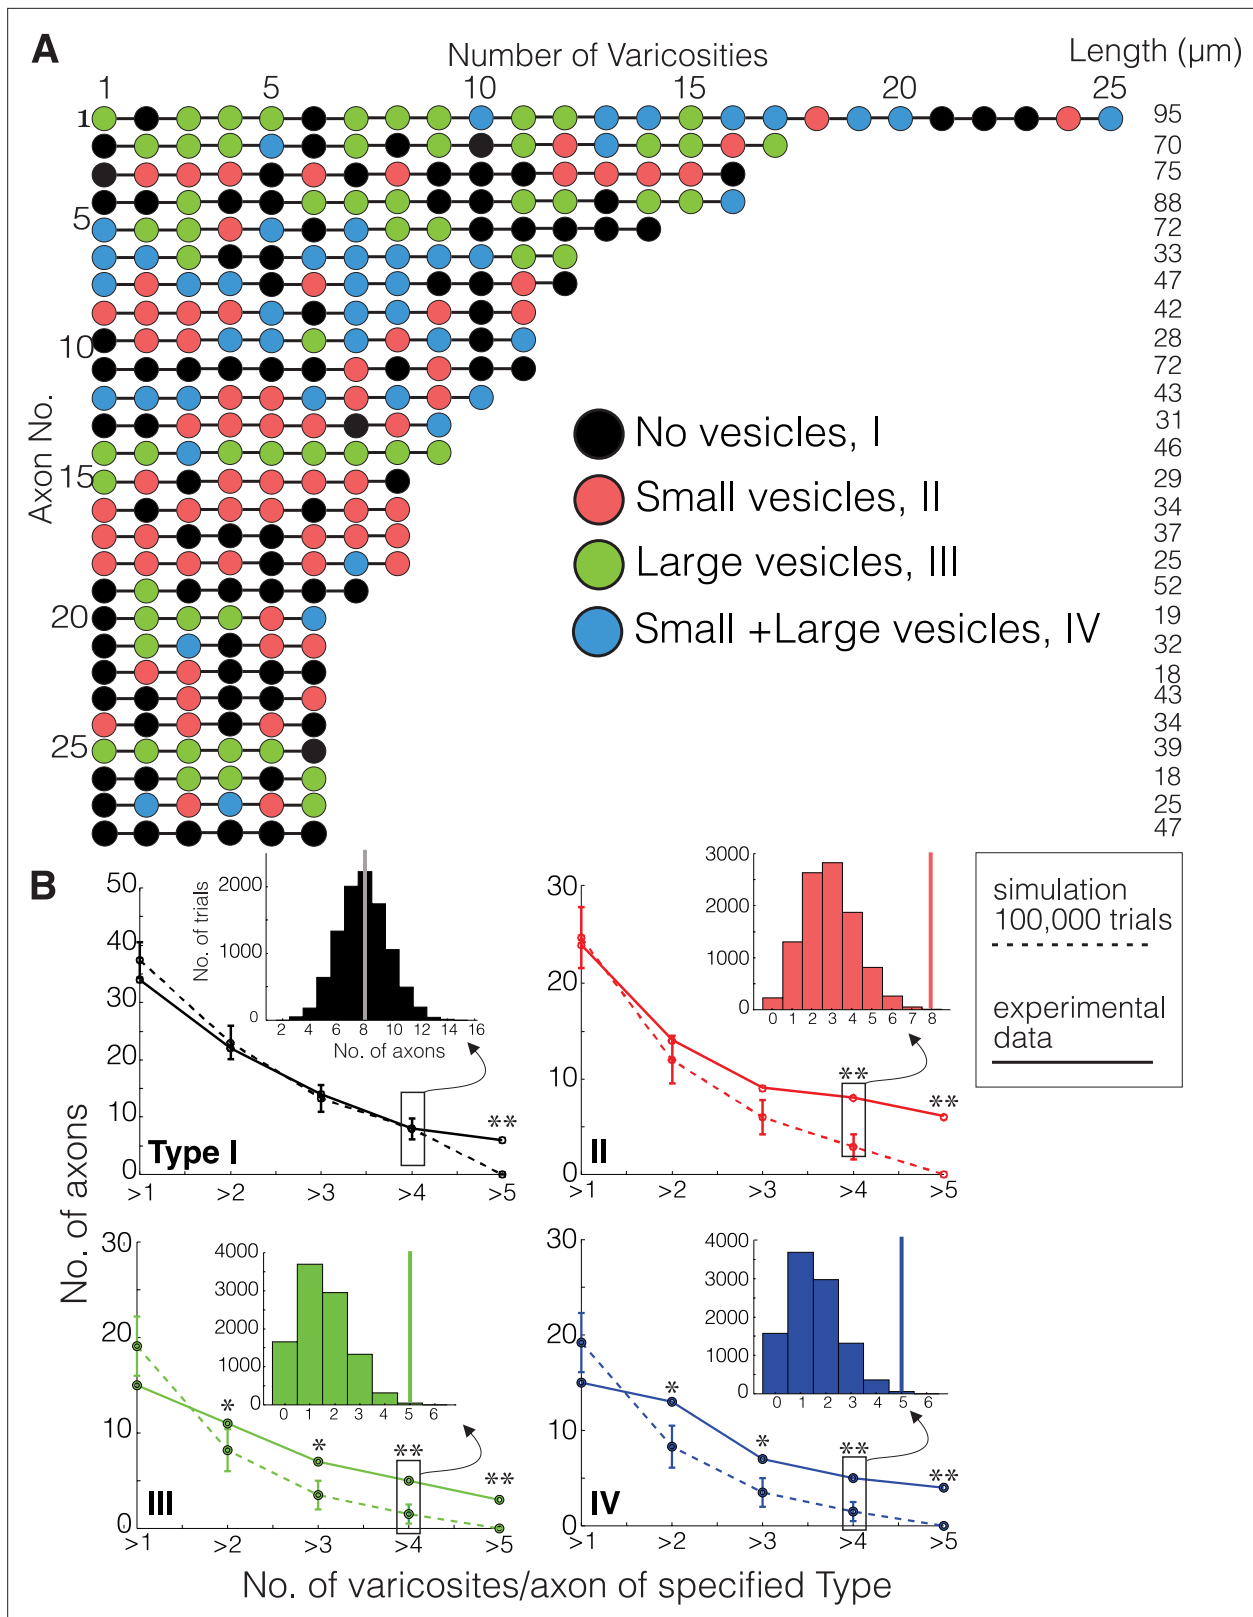 A
Number of Varicosities
Length (µm)
1 5 10 15 20 25
1 95
70
75
88
5 72
33
47
42
28
10 72
43
31
46
15 29
34
37
25
52
20 19
32
18
43
34
25 39
18
25
47
Axon No.
No vesicles, I
Small vesicles, II
Large vesicles, III
Small +Large vesicles, IV
B
No. of axons
50
40
30
20
10
0
>1 >2 >3 >4 >5
Type I
**
No. of trials
2000
1000
0
2 4 6 8 10 12 14 16
No. of axons
30
20
10
0
>1 >2 >3 >4 >5
II
** **
3000
2000
1000
0
0 1 2 3 4 5 6 7 8
simulation
100,000 trials
experimental
data
30
20
10
0
>1 >2 >3 >4 >5
III
* * ** **
4000
3000
2000
1000
0
0 1 2 3 4 5 6
30
20
10
0
>1 >2 >3 >4 >5
IV
* * ** **
4000
3000
2000
1000
0
0 1 2 3 4 5 6
No. of varicosites/axon of specified Type